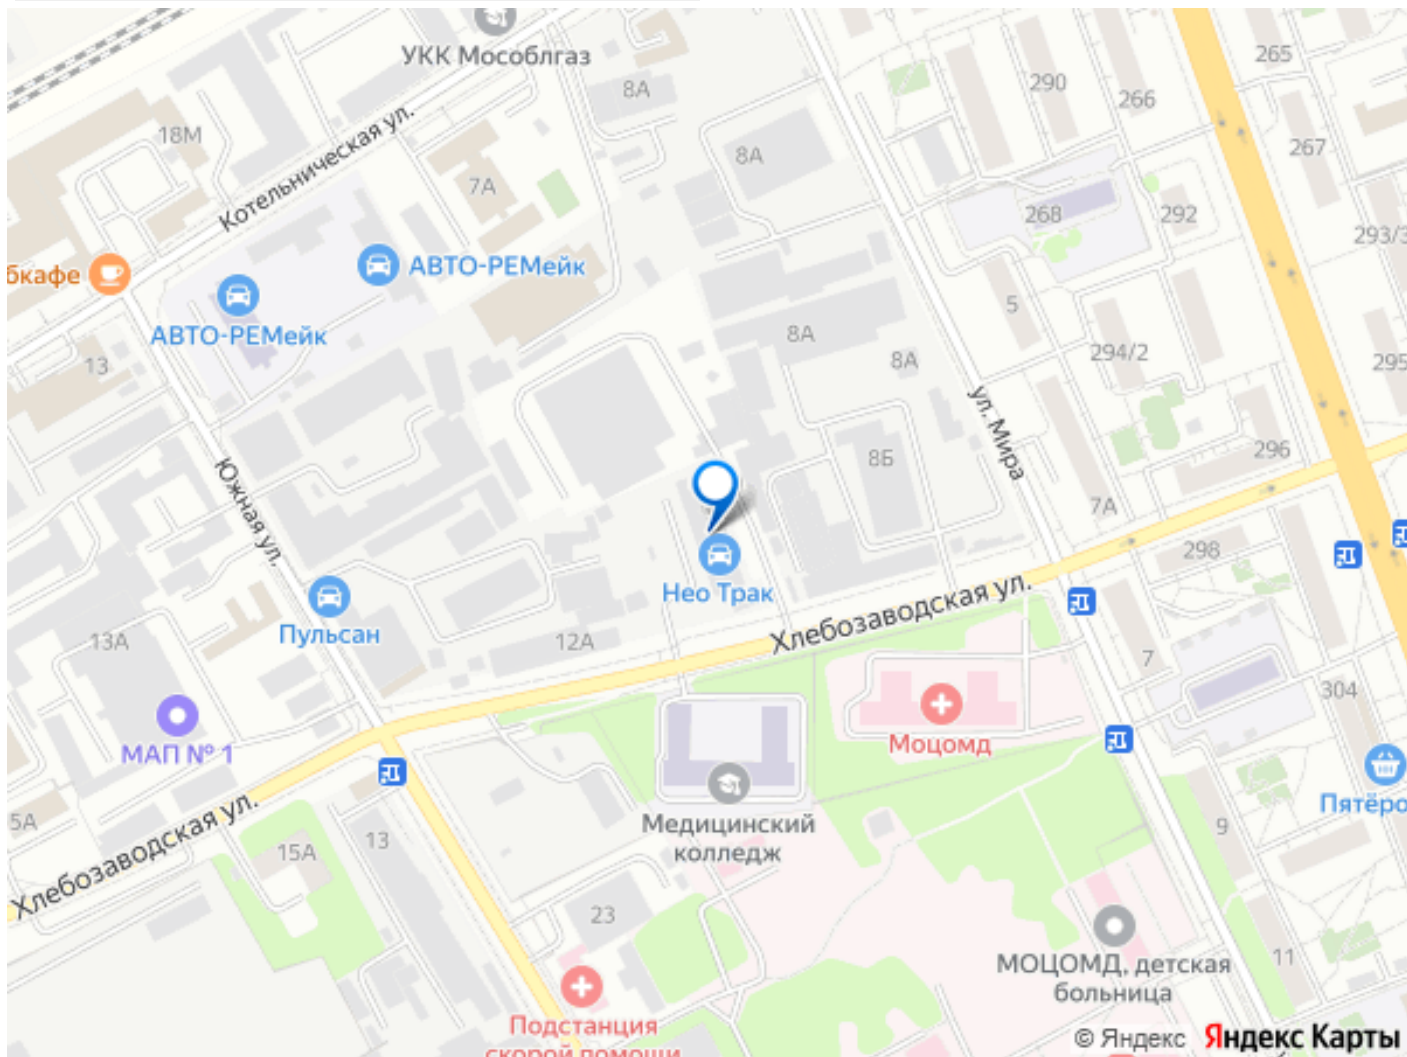 УКК Мособлгаз
265
290
8А
266
18М
Котельническая ул.
267
8А
7А
268
292
293/3
АВТО-РЕМейк
АВТО-РЕМейк
5
8А
294/2
8А
295
13
ул. Мира
296
8Б
Южная ул.
7А
298
Нео Трак
Хлебозаводская ул.
Пульсан
12А
13А
7
304
Моцомд
МАП № 1
Пятёро
Хлебозаводская ул.
5А
Медицинский
колледж
9
13
15А
23
11
МОЦОМД, детская
больница
Подстанция
скорой помощи
© Яндекс Яндекс Карты